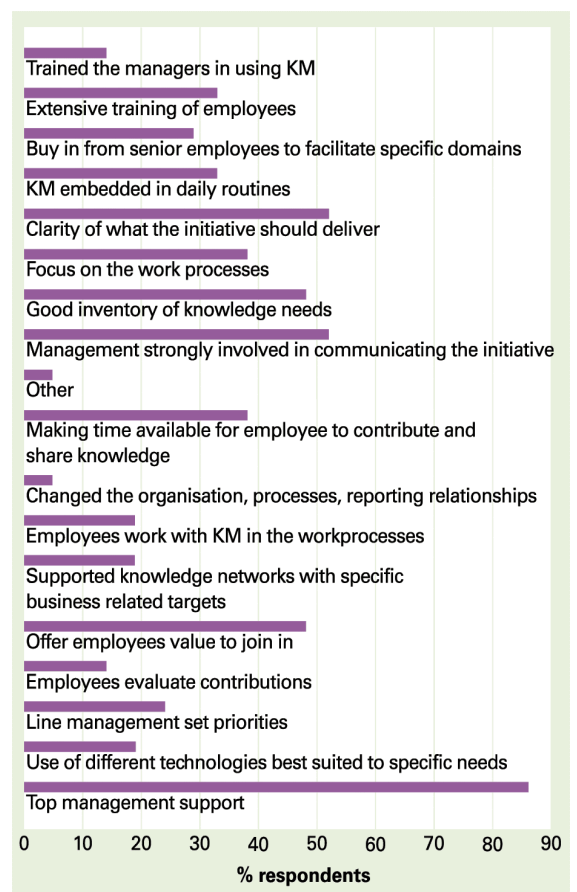 Trained the managers in using KM
Extensive training of employees
Buy in from senior employees to facilitate specific domains
KM embedded in daily routines
Clarity of what the initiative should deliver
Focus on the work processes
Good inventory of knowledge needs
Management strongly involved in communicating the initiative
Other
Making time available for employee to contribute and
share knowledge
Changed the organisation, processes, reporting relationships
Employees work with KM in the workprocesses
Supported knowledge networks with specific
business related targets
Offer employees value to join in
Employees evaluate contributions
Line management set priorities
Use of different technologies best suited to specific needs
Top management support
0 10 20 30 40 50 60 70 80 90
% respondents